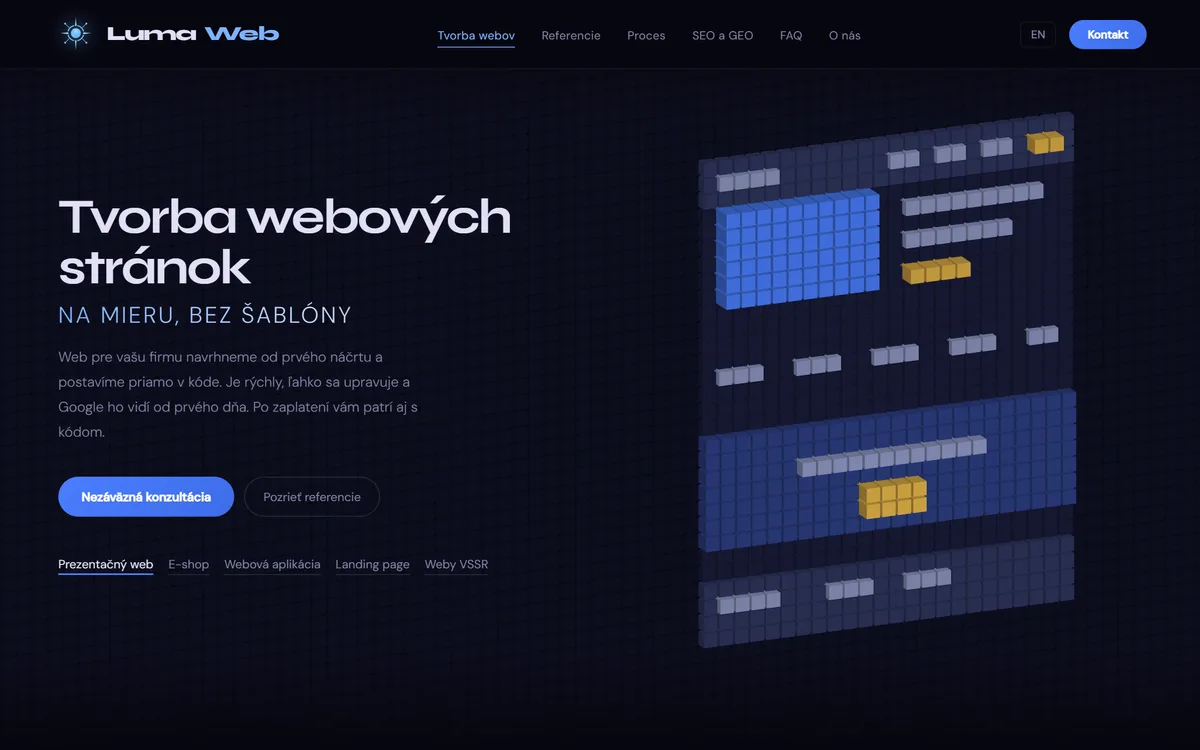 Luma Web
Tvorba webov
Referencie
Proces
SEO a GEO
FAQ
O nás
EN
Kontakt
Tvorba webových
stránok
NA MIERU, BEZ ŠABLÓNY
Web pre vašu firmu navrhneme od prvého náčrtu a
postavíme priamo v kóde. Je rýchly, ľahko sa upravuje a
Google ho vidí od prvého dňa. Po zaplatení vám patrí aj s
kódom.
Nezáväzná konzultácia
Pozrieť referencie
Prezentačný web
E-shop
Webová aplikácia
Landing page
Weby VSSR